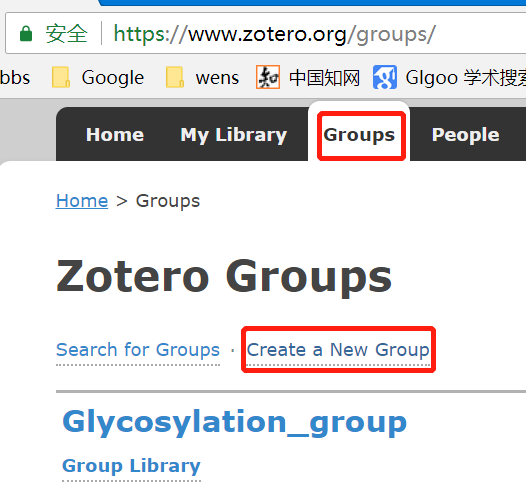 安全 https://www.zotero.org/groups/
bbs Google wens 知 中国知网 Glgoo 学术搜索
Home My Library Groups People
Home > Groups
Zotero Groups
Search for Groups · Create a New Group
Glycosylation_group
Group Library